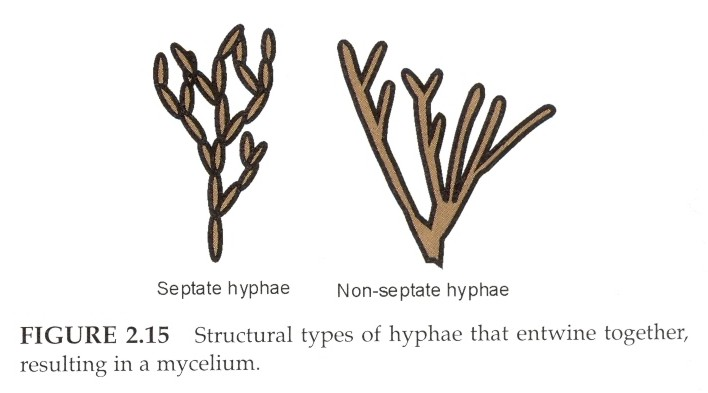 Septate hyphae
Non-septate hyphae
FIGURE 2.15 Structural types of hyphae that entwine together,
resulting in a mycelium.